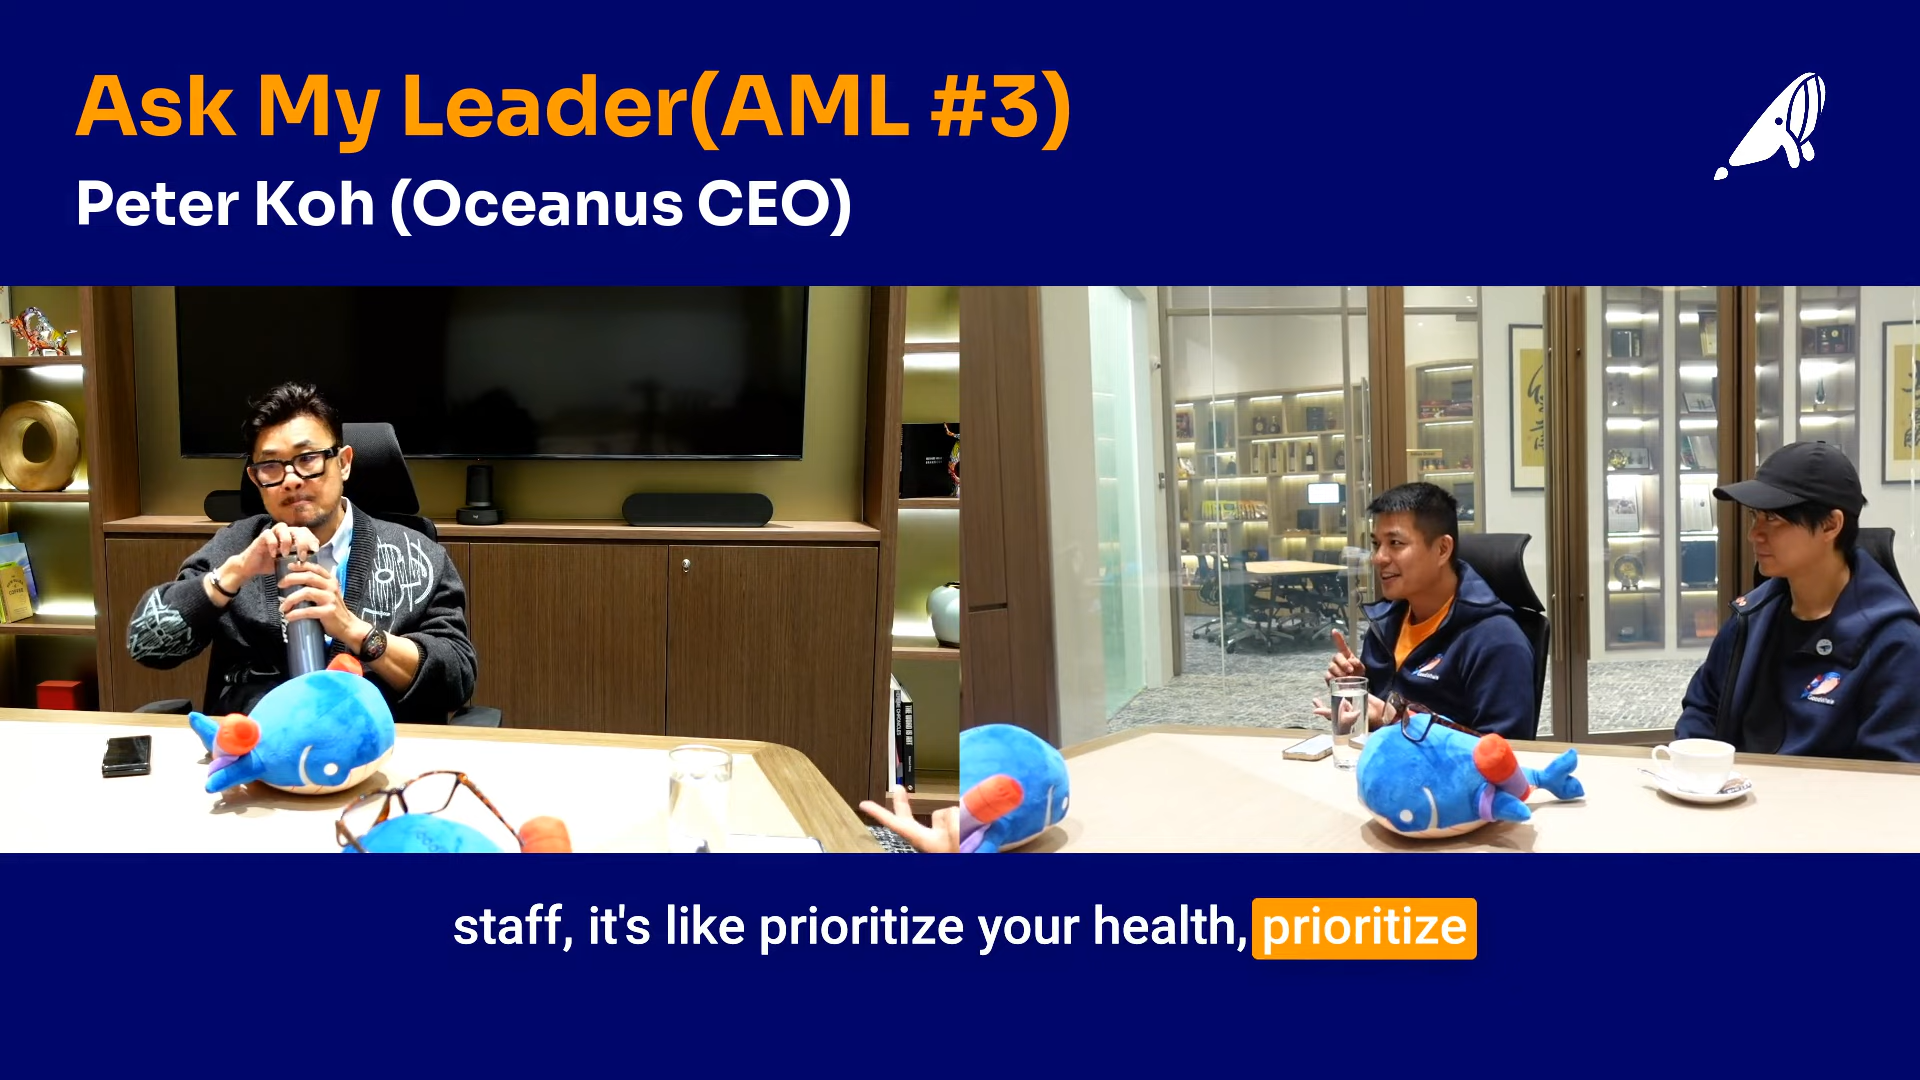 Ask My Leader(AML #3)
Peter Koh (Oceanus CEO)
staff, it's like prioritize your health, prioritize